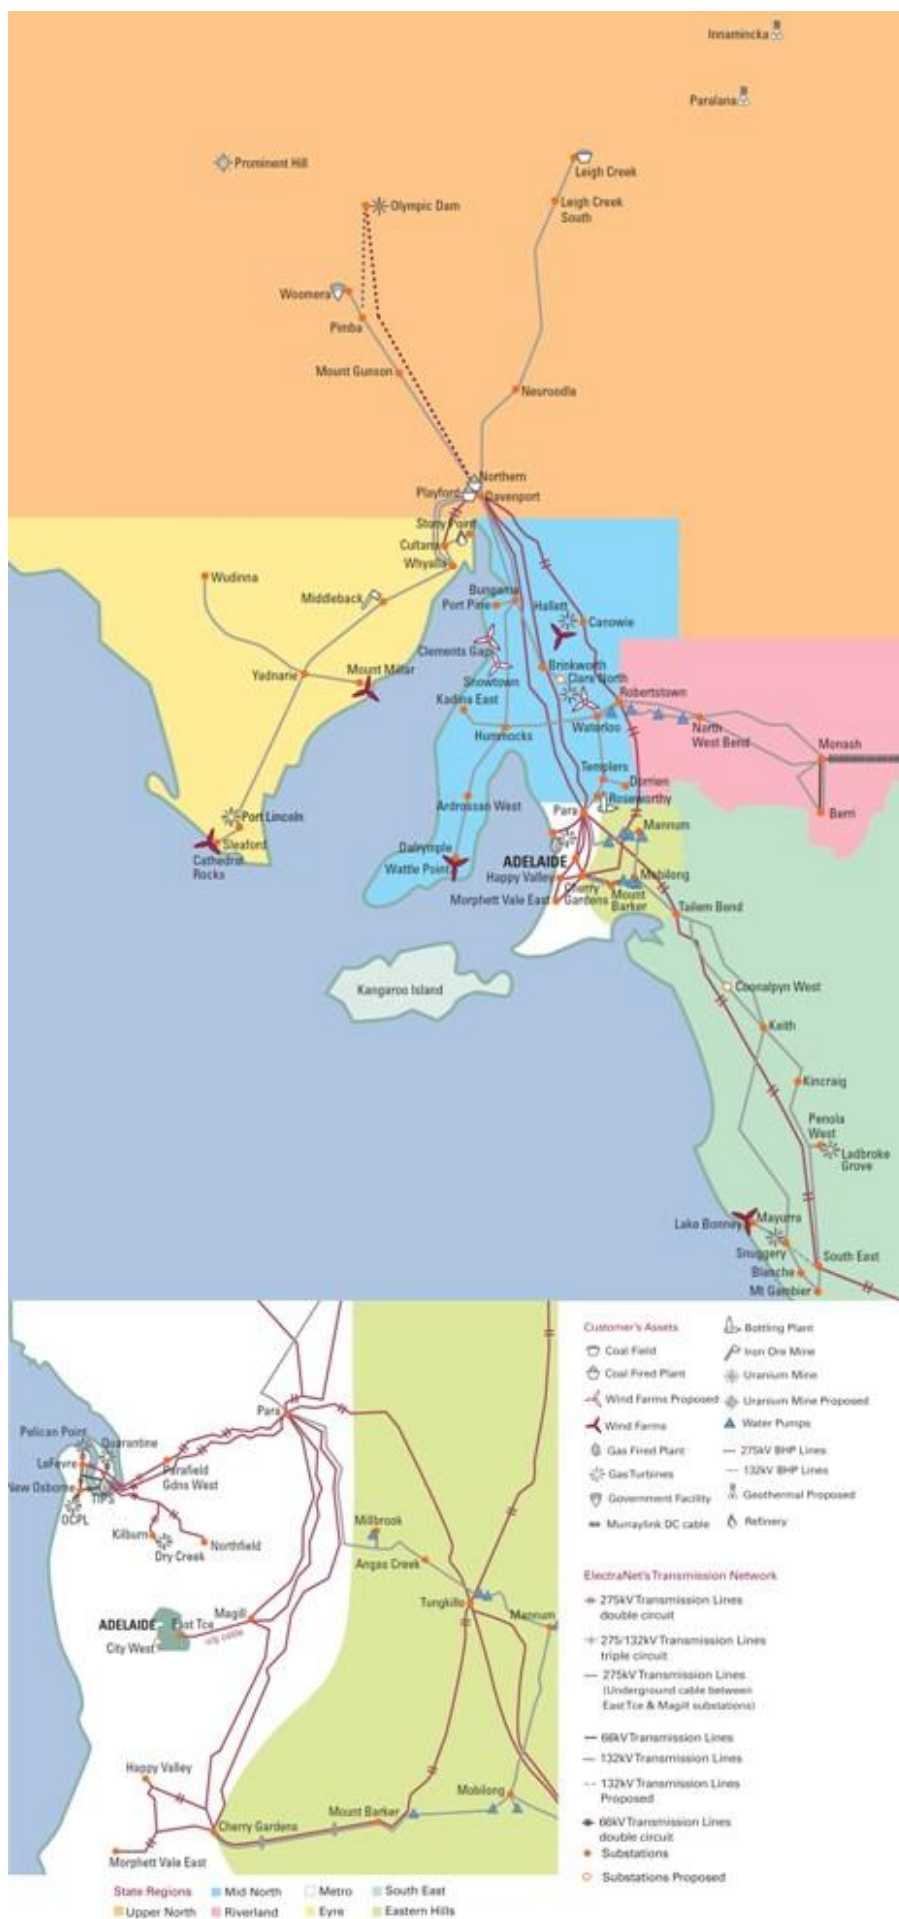 Innamincka
Paralana
Prominent Hill
Leigh Creek
Olympic Dam
Leigh Creek
South
Woomera
Pimba
Mount Gunson
Neuroodla
Northern
Playford
Davenport
Stony Point
Cultana
Whyalla
Wudinna
Middleback
Bungama
Port Pirie
Hallett
Canowie
Clements Gap
Brinkworth
Yadnarie
Mount Millar
Snowtown
Clare North
Robertstown
Kadina East
Hummocks
Waterloo
North
West Bend
Monash
Templers
Dorrien
Ardrossan West
Roseworthy
Para
Berri
Port Lincoln
Mannum
Sleaford
Cathedral
Rocks
Dalrymple
Wattle Point
ADELAIDE
Happy Valley
Cherry
Gardens
Mobilong
Mount
Barker
Morphett Vale East
Tailem Bend
Kangaroo Island
Coonalpyn West
Keith
Kincraig
Penola
West
Ladbroke
Grove
Lake Bonney
Mayurra
Snuggery
South East
Blanche
Mt Gambier
Para
Pelican Point
Quarantine
LeFevre
Parafield
Gdns West
New Osborne
TIPS
OCPL
Kilburn
Dry Creek
Northfield
Millbrook
Angas Creek
Tungkillo
Mannum
Magill
ADELAIDE
East Tce
u/g cable
City West
Happy Valley
Mobilong
Mount Barker
Cherry Gardens
Morphett Vale East
Customer's Assets
Coal Field
Coal Fired Plant
Wind Farms Proposed
Wind Farms
Gas Fired Plant
Gas Turbines
Government Facility
Murraylink DC cable
Bottling Plant
Iron Ore Mine
Uranium Mine
Uranium Mine Proposed
Water Pumps
275kV BHP Lines
132kV BHP Lines
Geothermal Proposed
Refinery
ElectraNet's Transmission Network
275kV Transmission Lines
double circuit
275/132kV Transmission Lines
triple circuit
275kV Transmission Lines
(Underground cable between
East Tce & Magill substations)
66kV Transmission Lines
132kV Transmission Lines
132kV Transmission Lines
Proposed
66kV Transmission Lines
double circuit
Substations
Substations Proposed
State Regions
Mid North
Metro
South East
Upper North
Riverland
Eyre
Eastern Hills